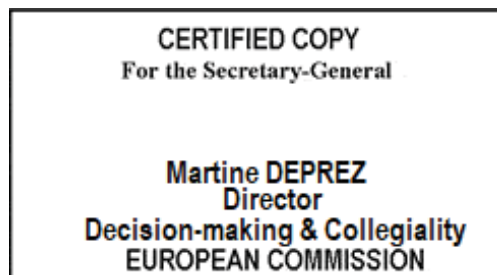 CERTIFIED COPY
For the Secretary-General
Martine DEPREZ
Director
Decision-making & Collegiality
EUROPEAN COMMISSION